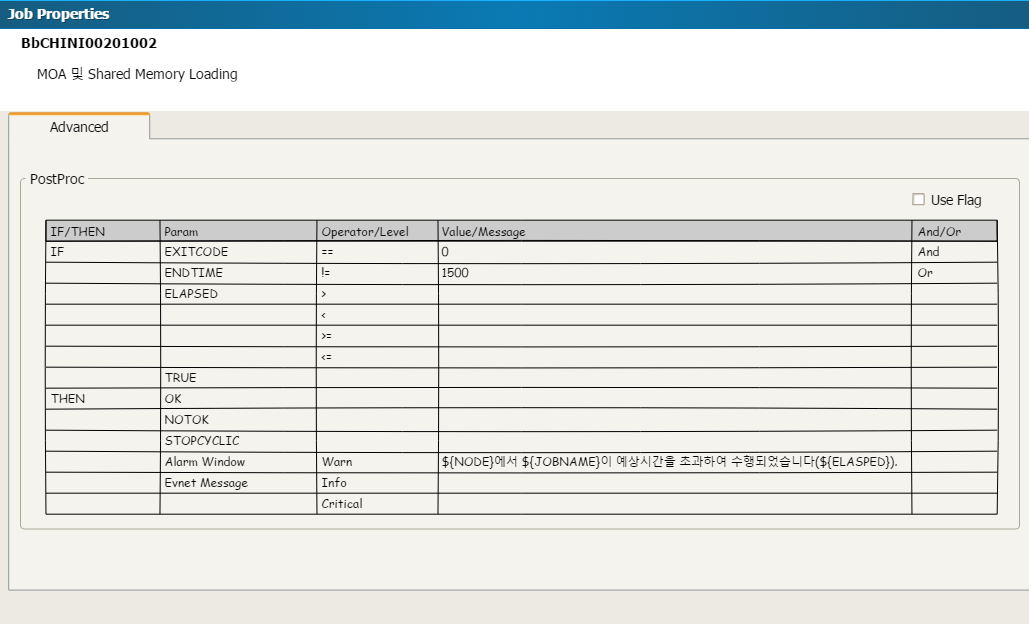 Job Properties
BbCHINI00201002
MOA 및 Shared Memory Loading
Advanced
PostProc
Use Flag
IF/THEN Param Operator/Level Value/Message And/Or
IF EXITCODE == 0 And
ENDTIME != 1500 Or
ELAPSED >
<
>=
<=
TRUE
THEN OK
NOTOK
STOPCYCLIC
Alarm Window Warn ${NODE}에서 ${JOBNAME}이 예상시간을 초과하여 수행되었습니다(${ELASPED}).
Evnet Message Info
Critical